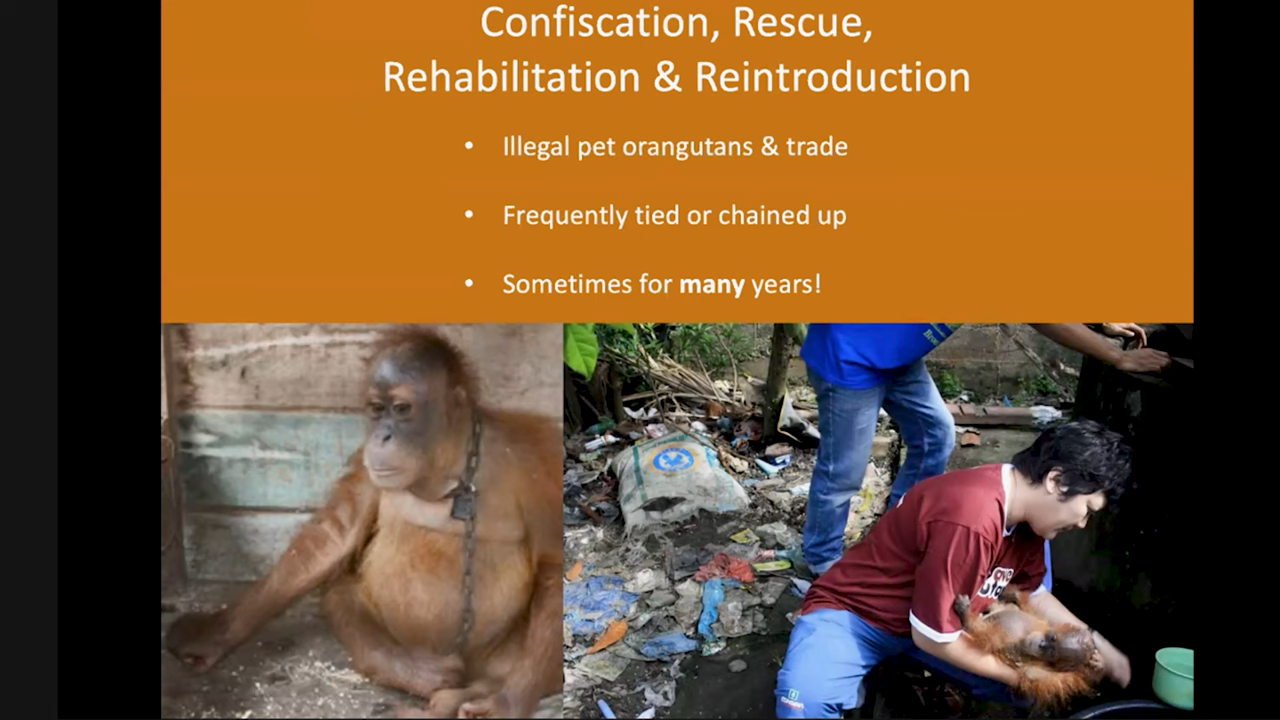 Confiscation, Rescue,
Rehabilitation & Reintroduction
• Illegal pet orangutans & trade
• Frequently tied or chained up
• Sometimes for many years!